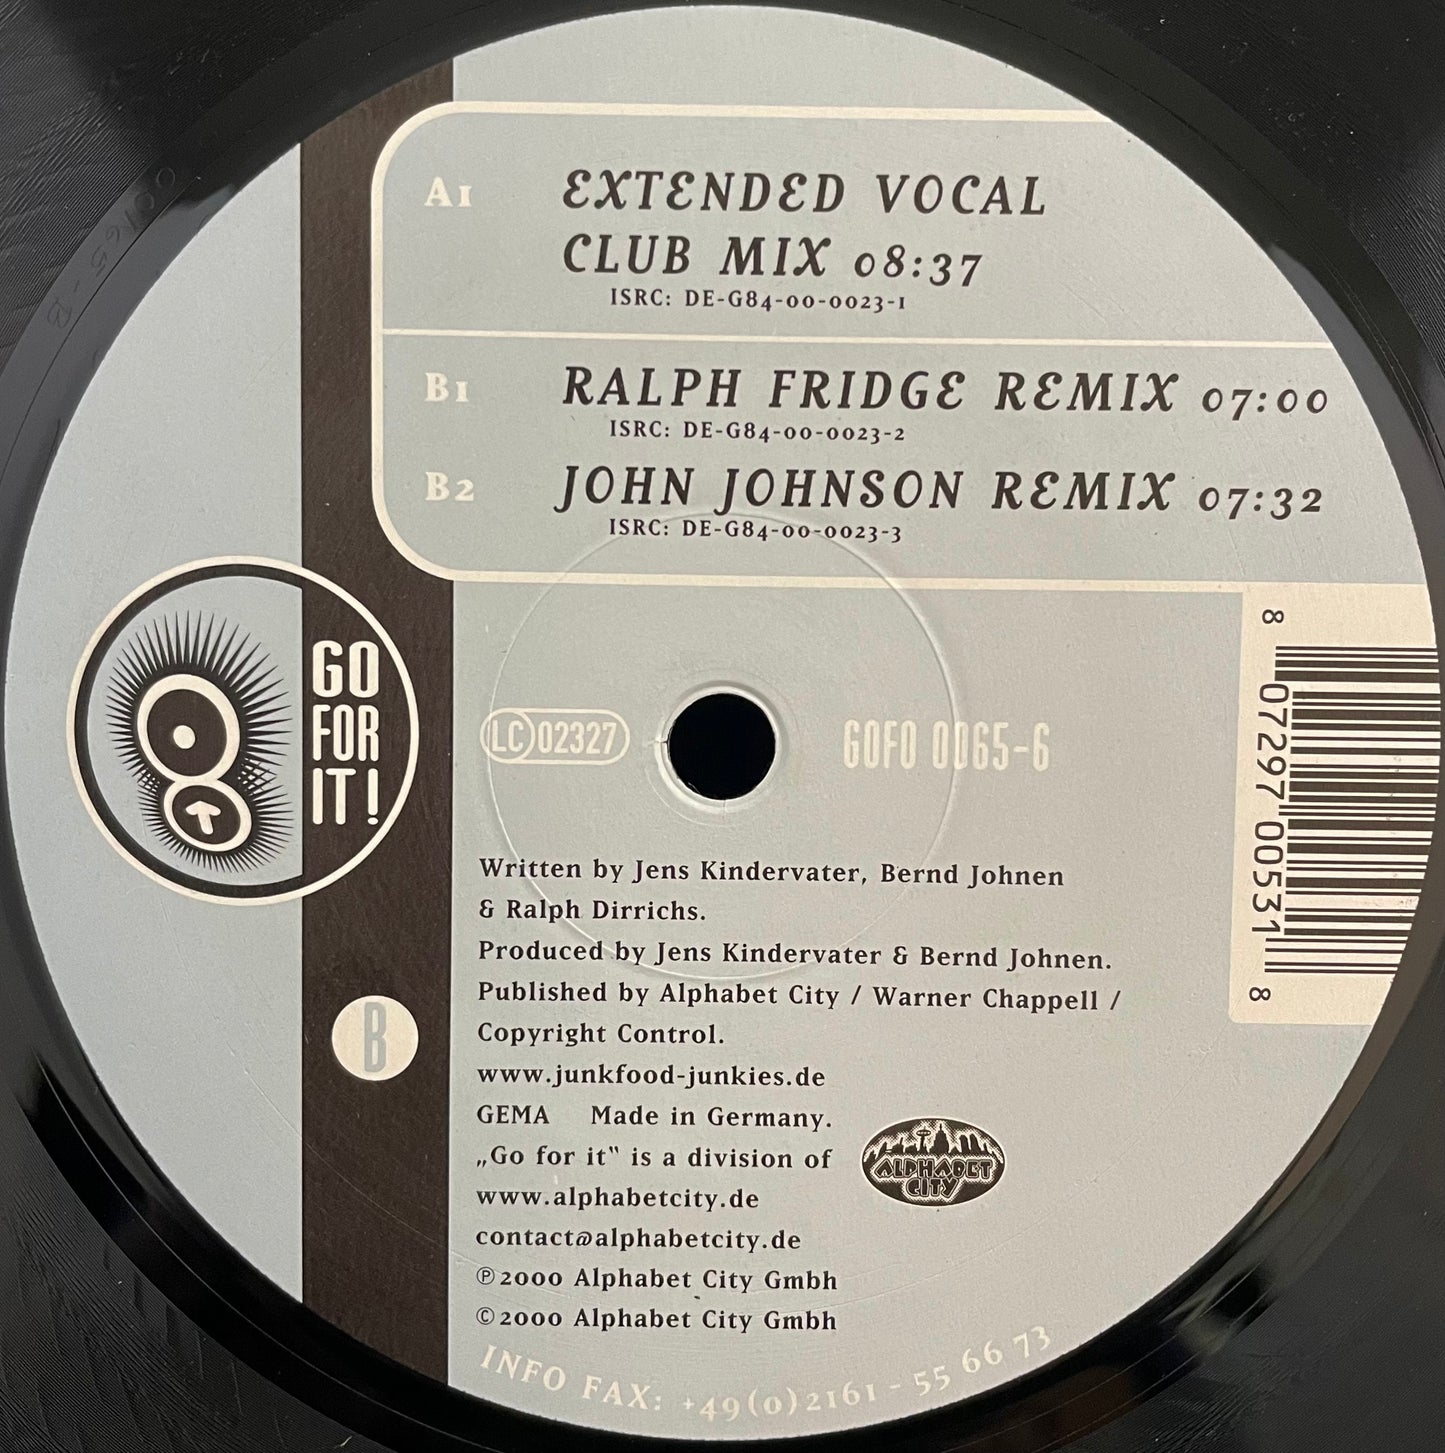 A1 EXTENDED VOCAL
CLUB MIX 08:37
ISRC: DE-G84-00-0023-1
B1 RALPH FRIDGE REMIX 07:00
ISRC: DE-G84-00-0023-2
B2 JOHN JOHNSON REMIX 07:32
ISRC: DE-G84-00-0023-3
GO
FOR
IT!
LC 02327 GOFO 0065-6
8 07297 00531 8
Written by Jens Kindervater, Bernd Johnen
& Ralph Dirrichs.
Produced by Jens Kindervater & Bernd Johnen.
Published by Alphabet City / Warner Chappell /
Copyright Control.
B
www.junkfood-junkies.de
GEMA Made in Germany.
„Go for it" is a division of
www.alphabetcity.de
contact@alphabetcity.de
℗2000 Alphabet City Gmbh
©2000 Alphabet City Gmbh
ALPHABET
CITY
INFO FAX: +49(0)2161 - 55 66 73